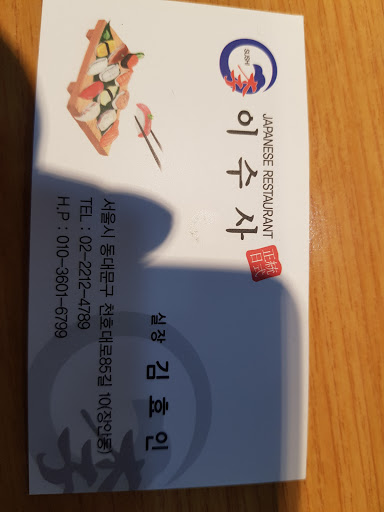 JAPANESE RESTAURANT
이수사
正統
日式
실장 김효인
서울시 동대문구 천호대로85길 10(장안동)
TEL : 02-2212-4789
H.P : 010-3601-6799